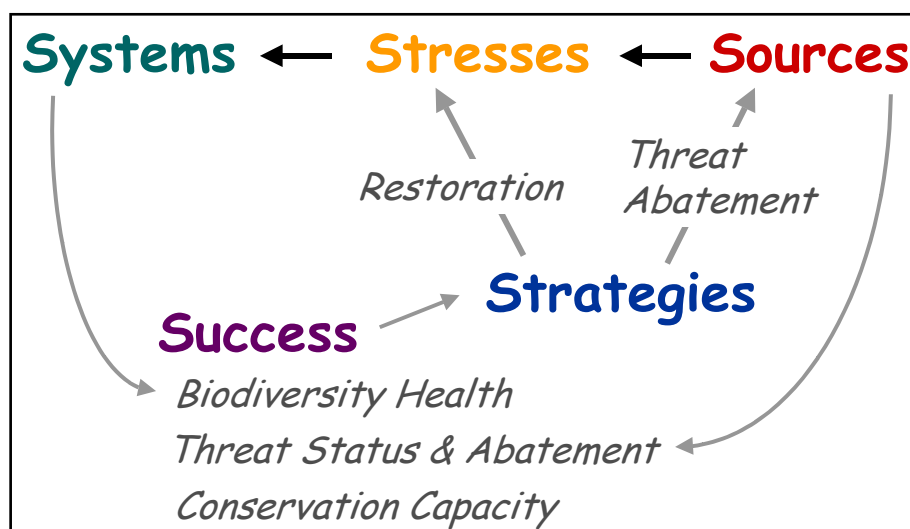 Systems Stresses Sources
Restoration
Threat
Abatement
Strategies
Success
Biodiversity Health
Threat Status & Abatement
Conservation Capacity